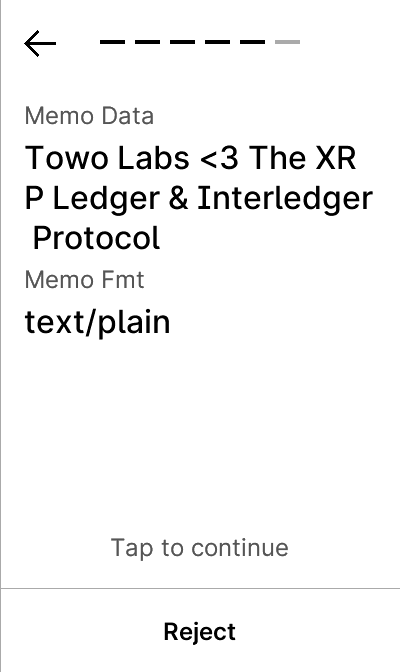 Memo Data
Towo Labs <3 The XR
P Ledger & Interledger
 Protocol
Memo Fmt
text/plain
Tap to continue
Reject